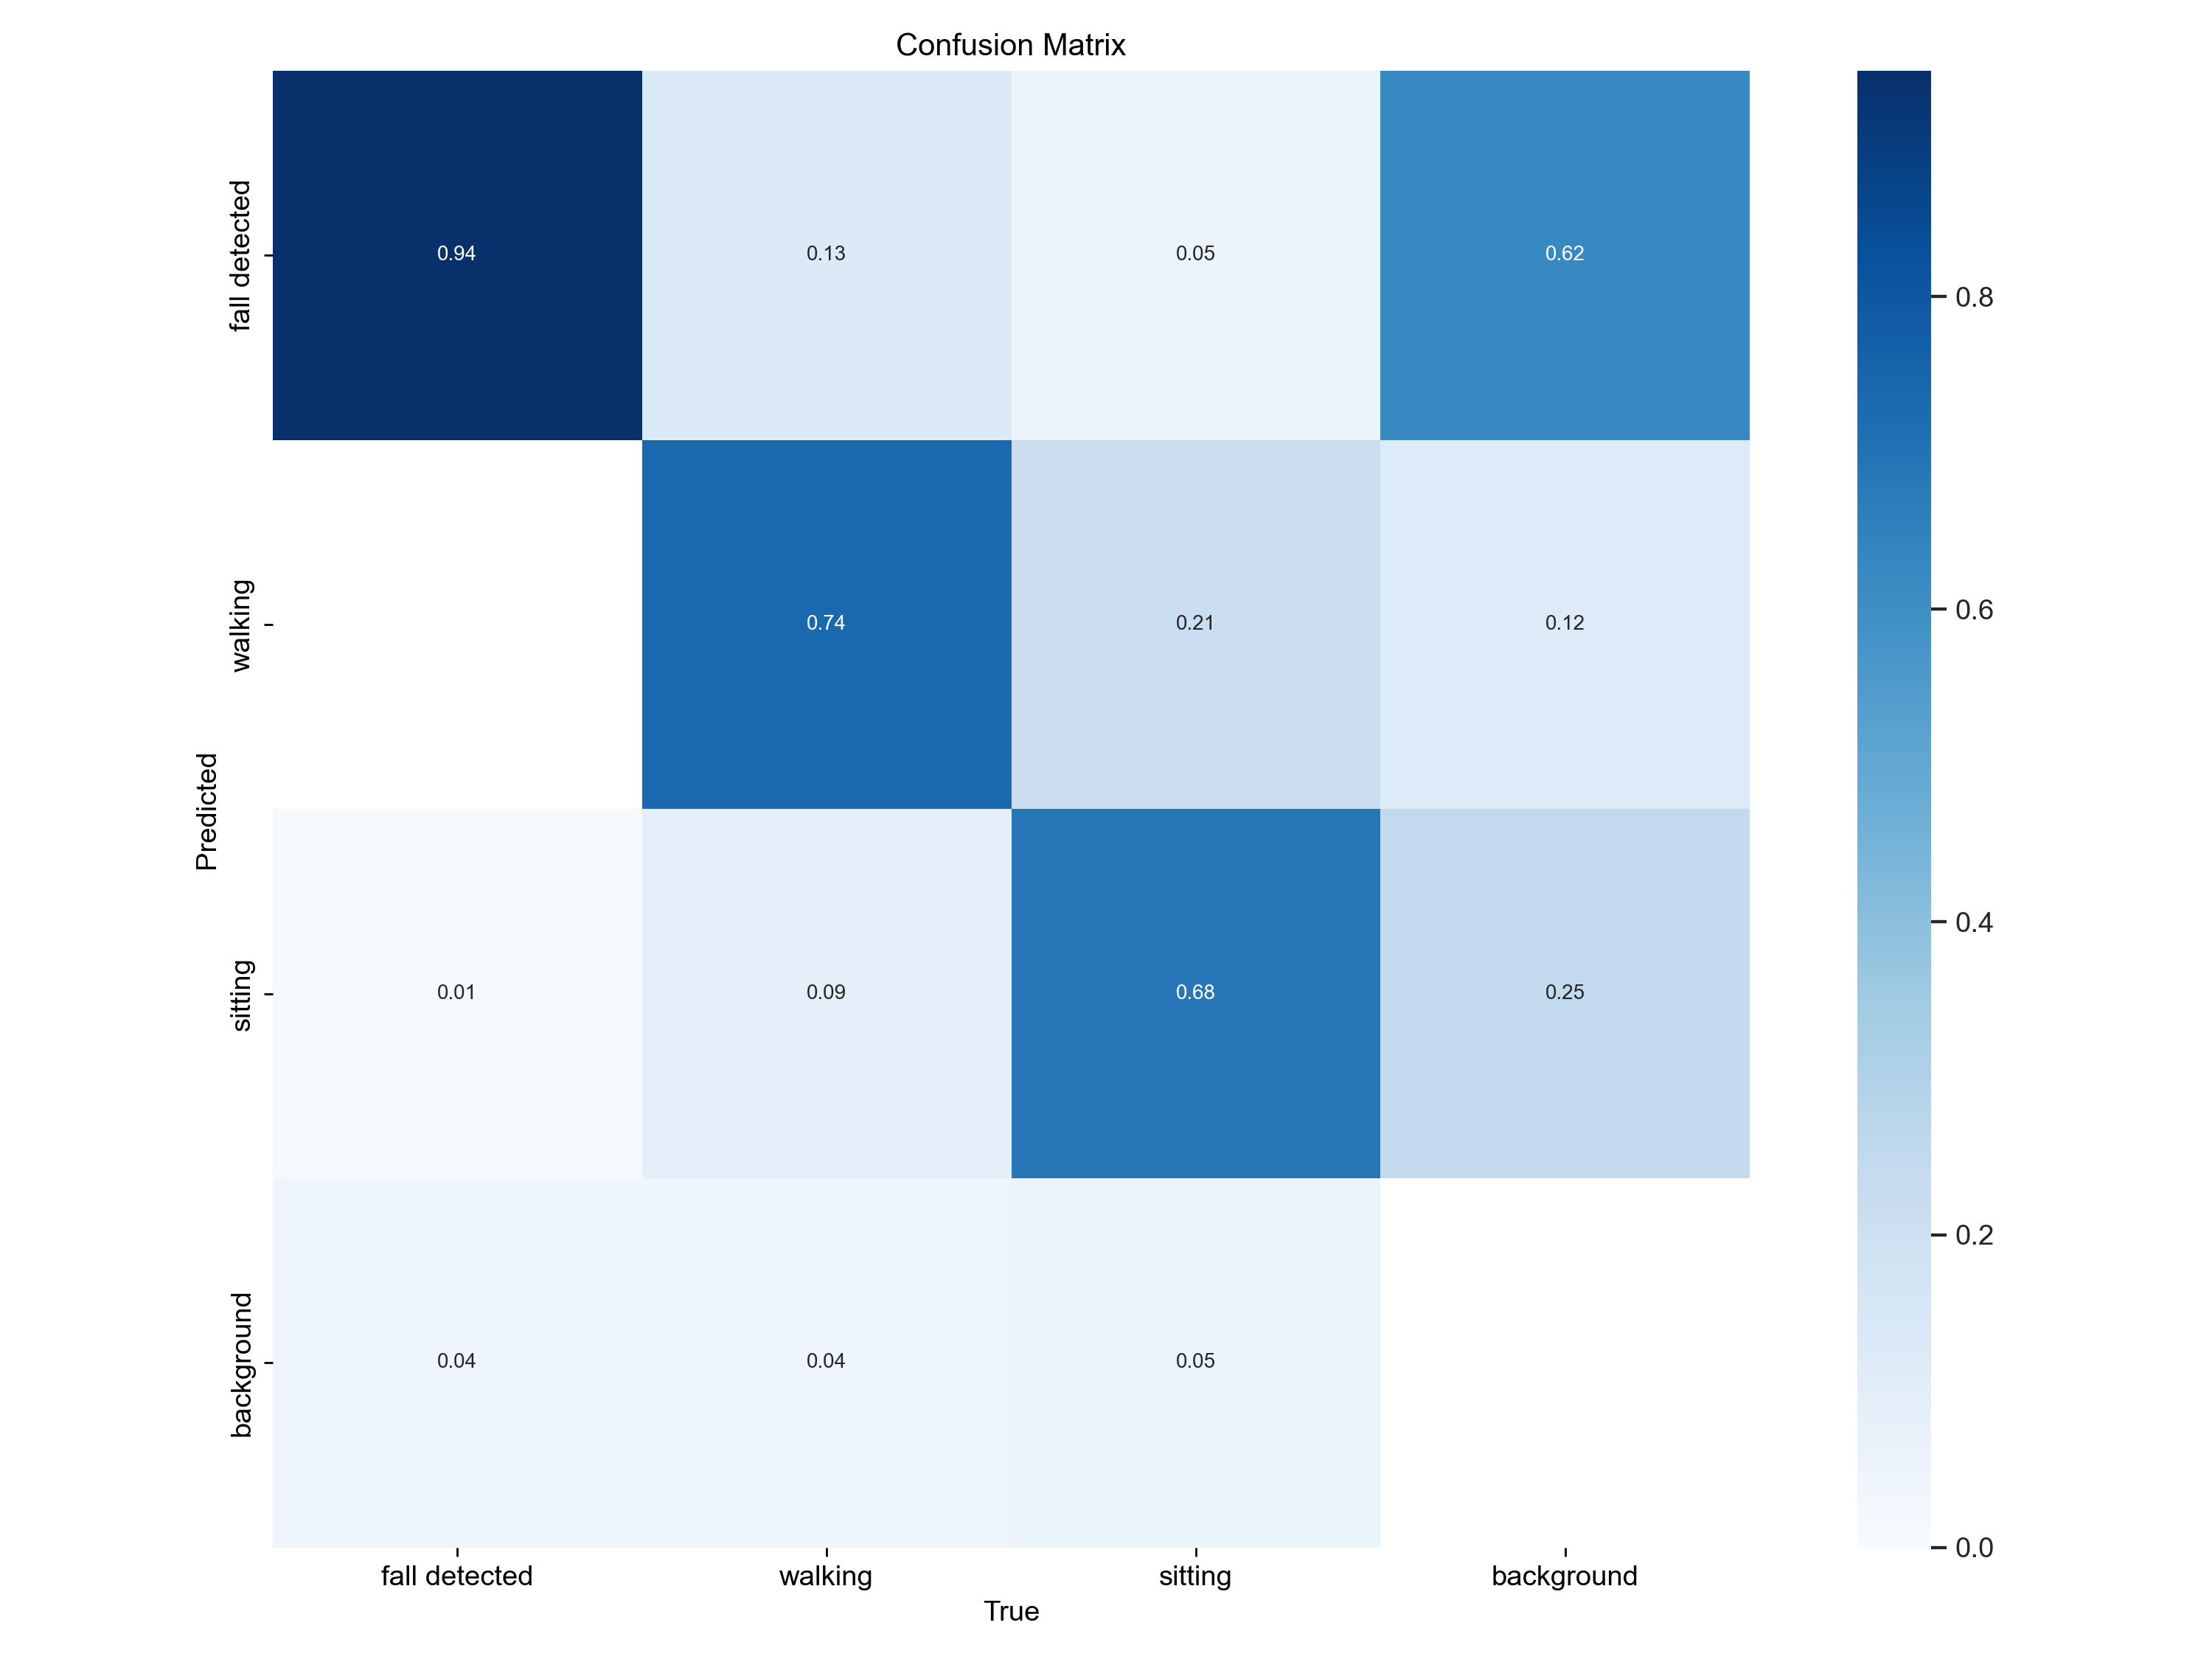 Confusion Matrix
fall detected
0.94
0.13
0.05
0.62
walking
0.74
0.21
0.12
sitting
0.01
0.09
0.68
0.25
background
0.04
0.04
0.05
Predicted
fall detected
walking
sitting
background
True
0.8
0.6
0.4
0.2
0.0